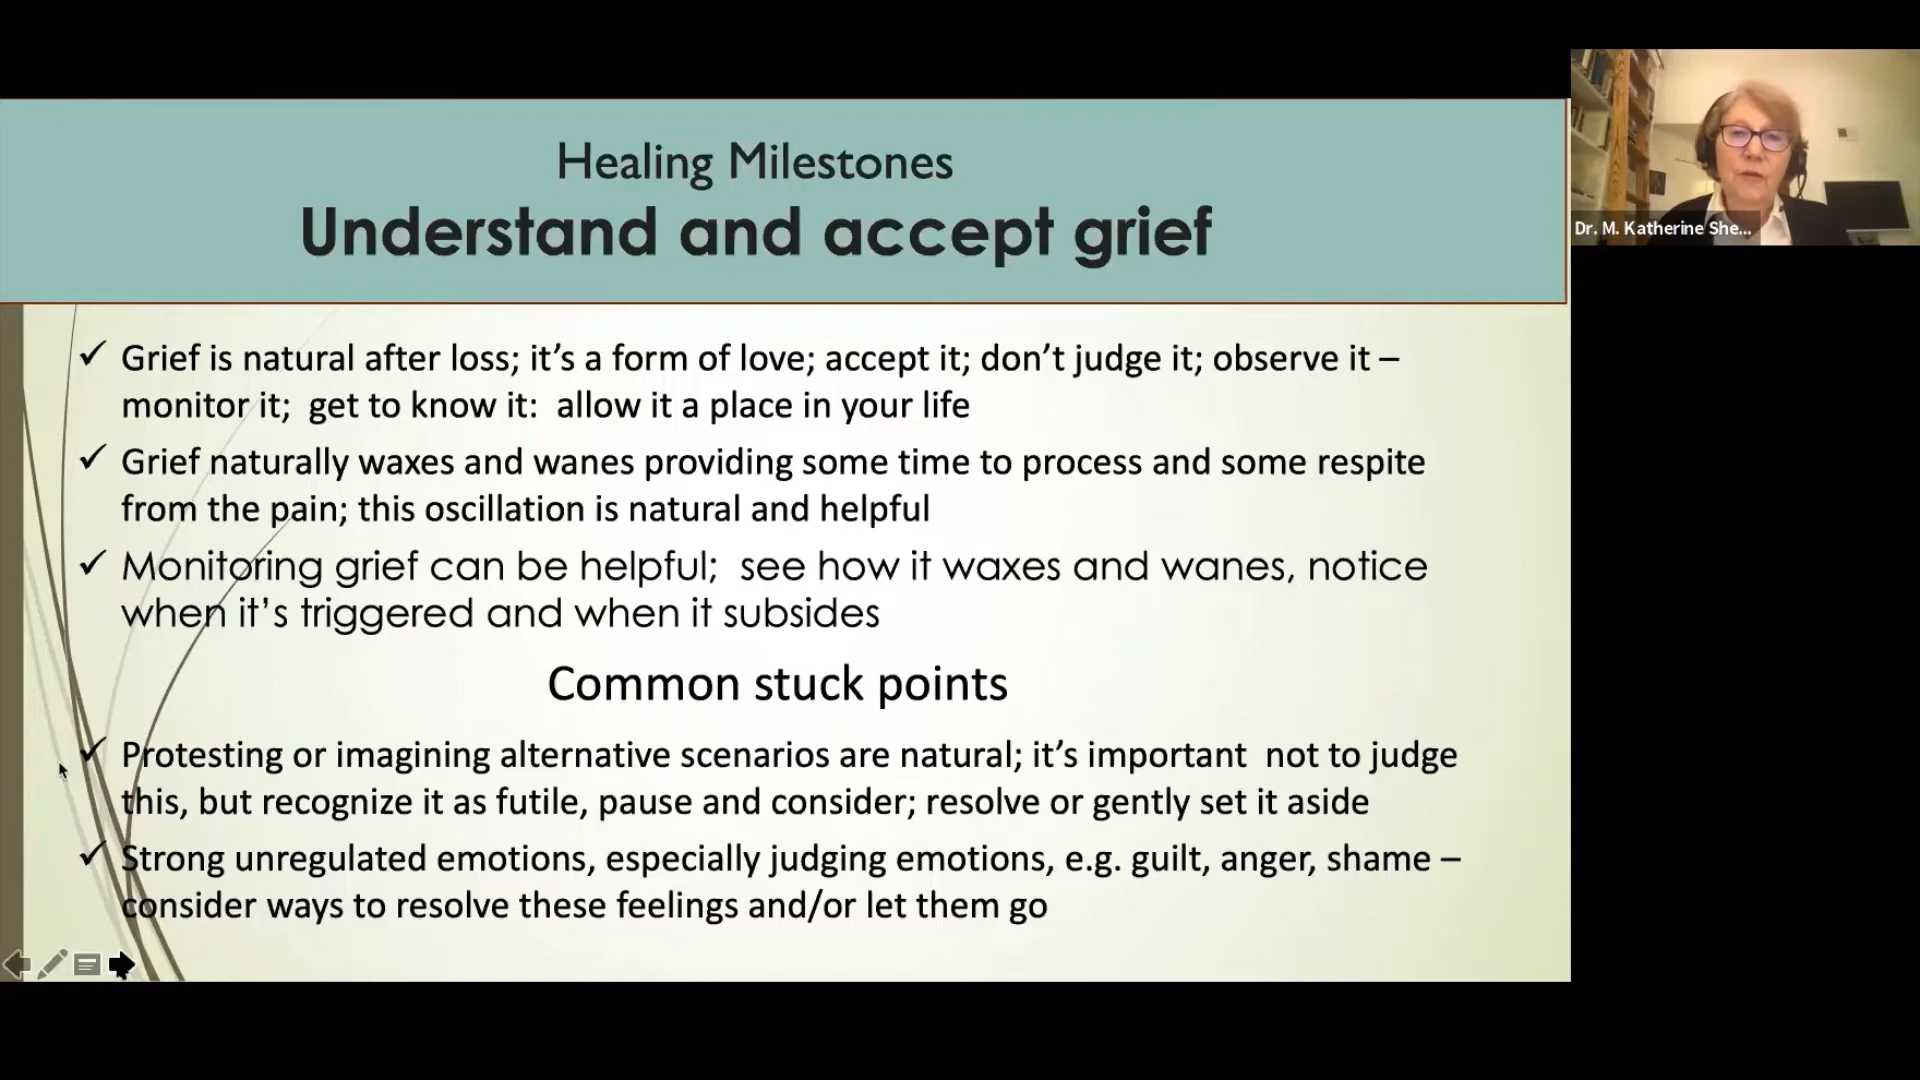 Healing Milestones
Understand and accept grief
Dr. M. Katherine She...
Grief is natural after loss; it's a form of love; accept it; don't judge it; observe it –
monitor it;  get to know it:  allow it a place in your life
Grief naturally waxes and wanes providing some time to process and some respite
from the pain; this oscillation is natural and helpful
Monitoring grief can be helpful;  see how it waxes and wanes, notice
when it's triggered and when it subsides
Common stuck points
Protesting or imagining alternative scenarios are natural; it's important  not to judge
this, but recognize it as futile, pause and consider; resolve or gently set it aside
Strong unregulated emotions, especially judging emotions, e.g. guilt, anger, shame –
consider ways to resolve these feelings and/or let them go